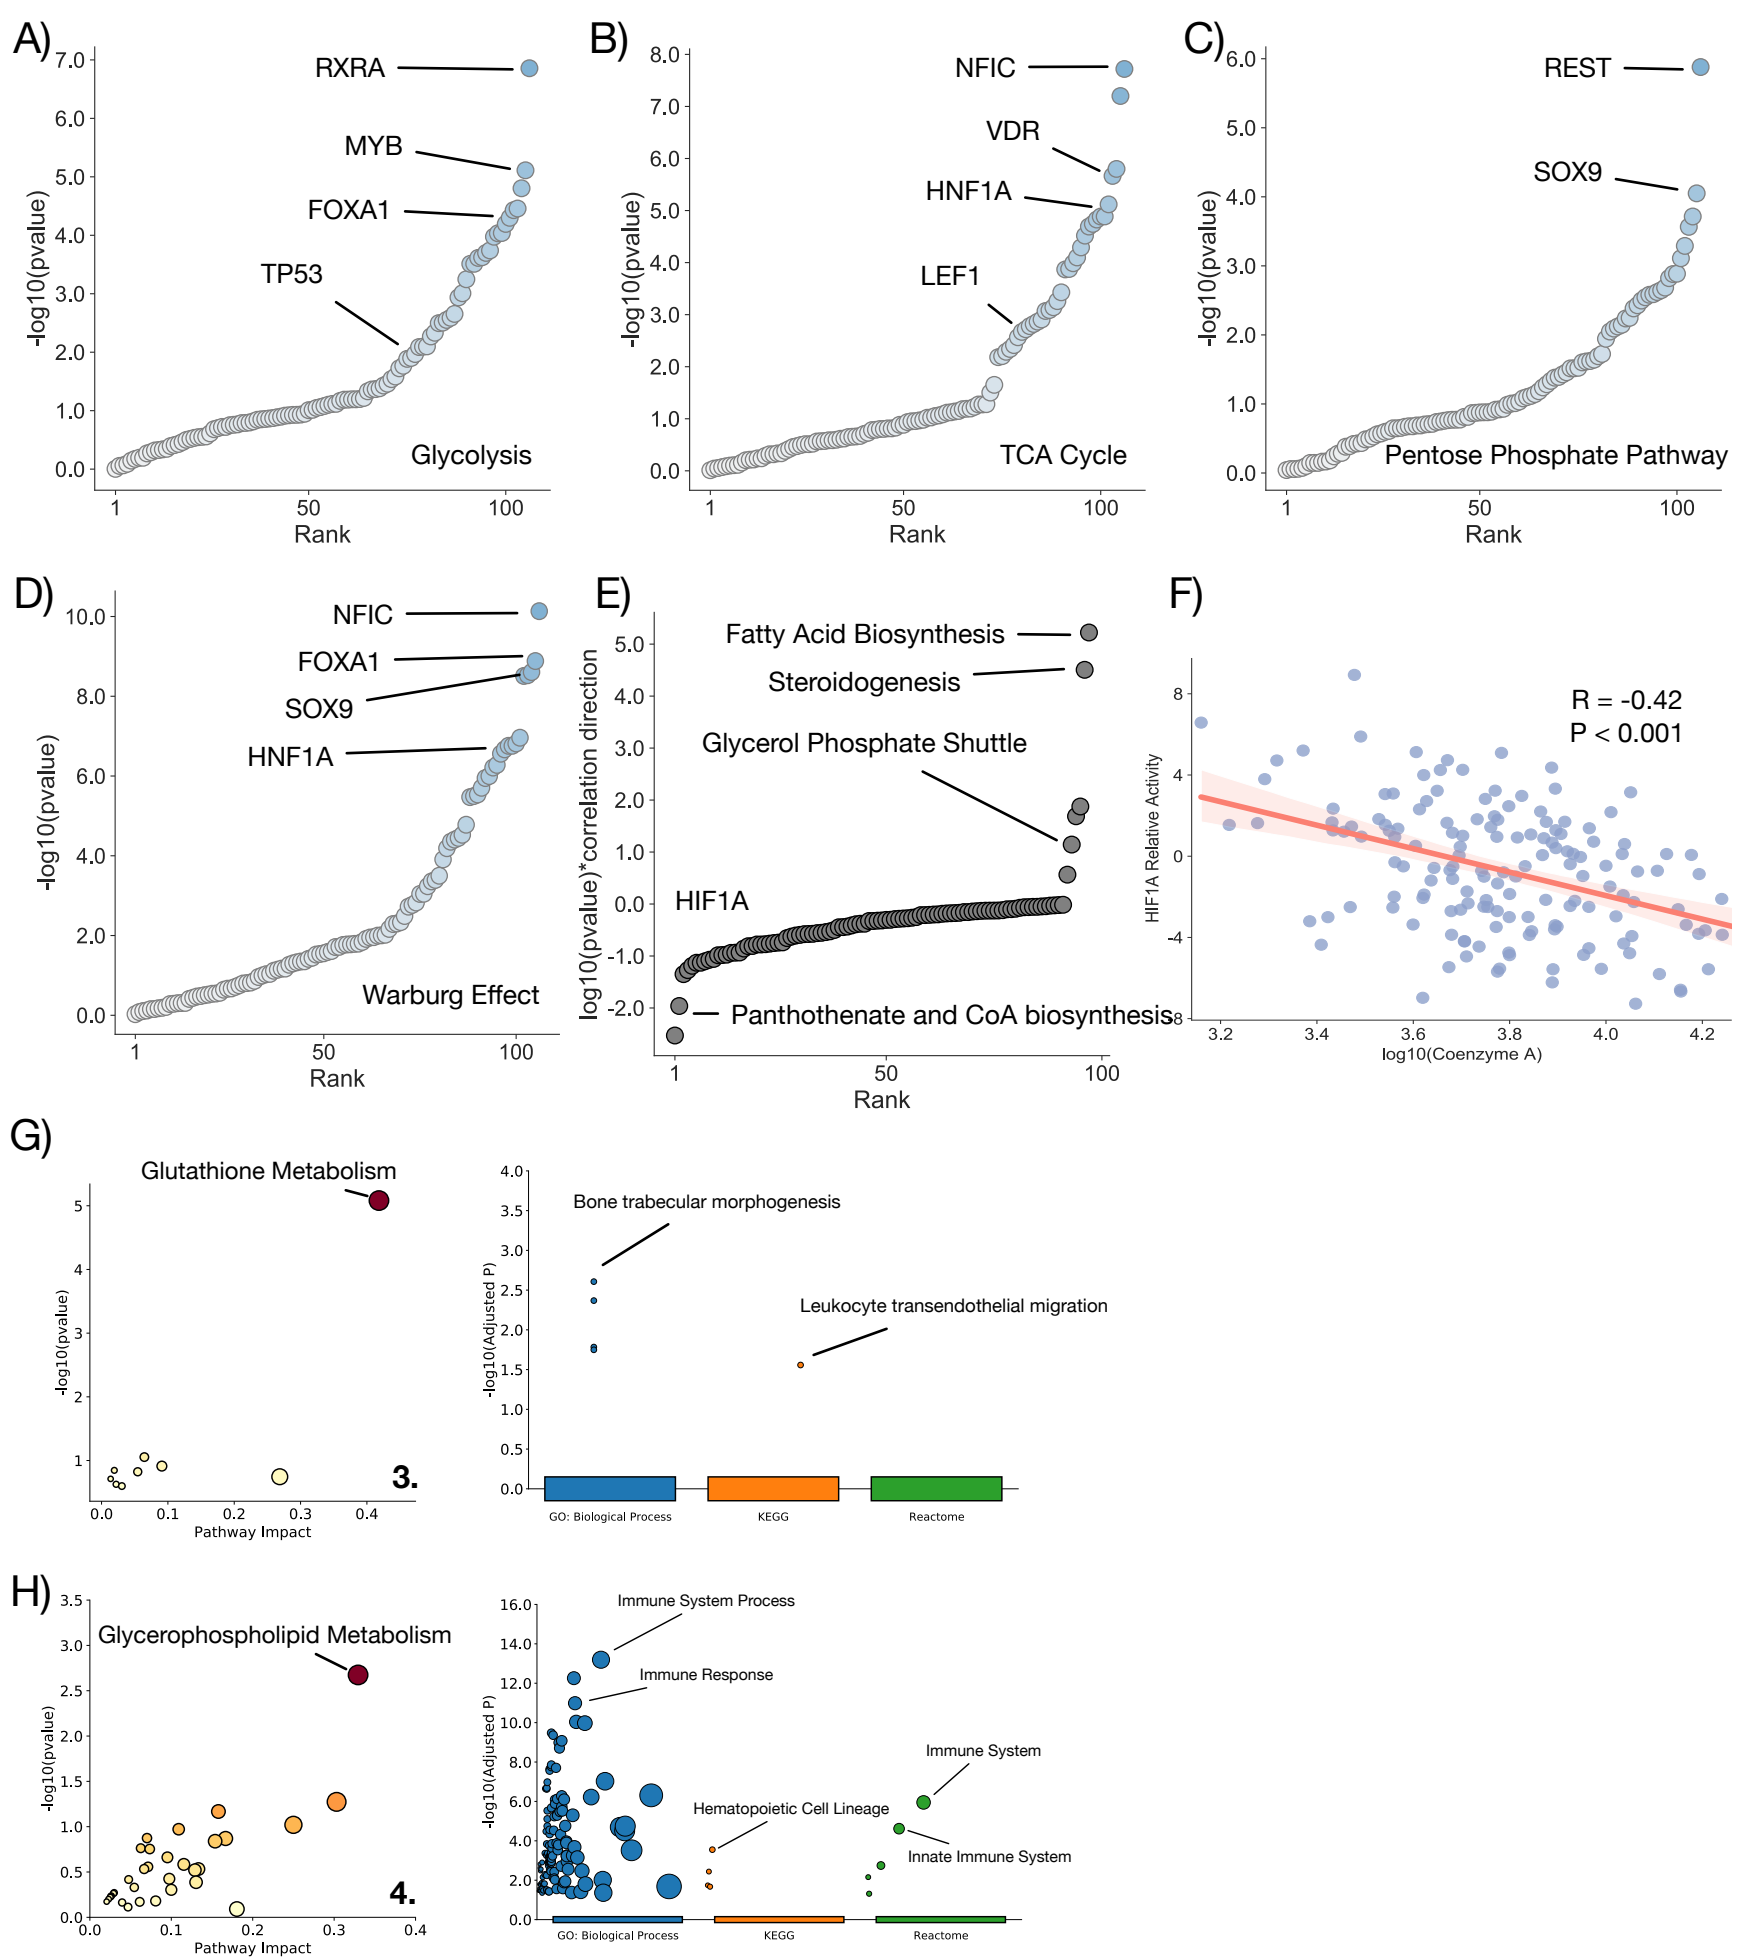 A)
-log10(pvalue)
7.0
6.0
5.0
4.0
3.0
2.0
1.0
0.0
RXRA
MYB
FOXA1
TP53
Glycolysis
1
50
100
Rank
B)
-log10(pvalue)
8.0
7.0
6.0
5.0
4.0
3.0
2.0
1.0
0.0
NFIC
VDR
HNF1A
LEF1
TCA Cycle
1
50
100
Rank
C)
-log10(pvalue)
6.0
5.0
4.0
3.0
2.0
1.0
0.0
REST
SOX9
Pentose Phosphate Pathway
1
50
100
Rank
D)
-log10(pvalue)
10.0
8.0
6.0
4.0
2.0
0.0
NFIC
FOXA1
SOX9
HNF1A
Warburg Effect
1
50
100
Rank
E)
log10(pvalue)*correlation direction
5.0
4.0
3.0
2.0
1.0
0.0
-1.0
-2.0
Fatty Acid Biosynthesis
Steroidogenesis
Glycerol Phosphate Shuttle
HIF1A
Panthothenate and CoA biosynthesis
1
50
100
Rank
F)
HIF1A Relative Activity
8
4
0
-4
-8
R = -0.42
P < 0.001
3.2
3.4
3.6
3.8
4.0
4.2
log10(Coenzyme A)
G)
-log10(pvalue)
5
4
3
2
1
Glutathione Metabolism
3.
0.0
0.1
0.2
0.3
0.4
Pathway Impact
-log10(Adjusted P)
4.0
3.5
3.0
2.5
2.0
1.5
1.0
0.5
0.0
Bone trabecular morphogenesis
Leukocyte transendothelial migration
GO: Biological Process
KEGG
Reactome
H)
-log10(pvalue)
3.5
3.0
2.5
2.0
1.5
1.0
0.5
0.0
Glycerophospholipid Metabolism
4.
0.0
0.1
0.2
0.3
0.4
Pathway Impact
-log10(Adjusted P)
16.0
14.0
12.0
10.0
8.0
6.0
4.0
2.0
0.0
Immune System Process
Immune Response
Immune System
Hematopoietic Cell Lineage
Innate Immune System
GO: Biological Process
KEGG
Reactome